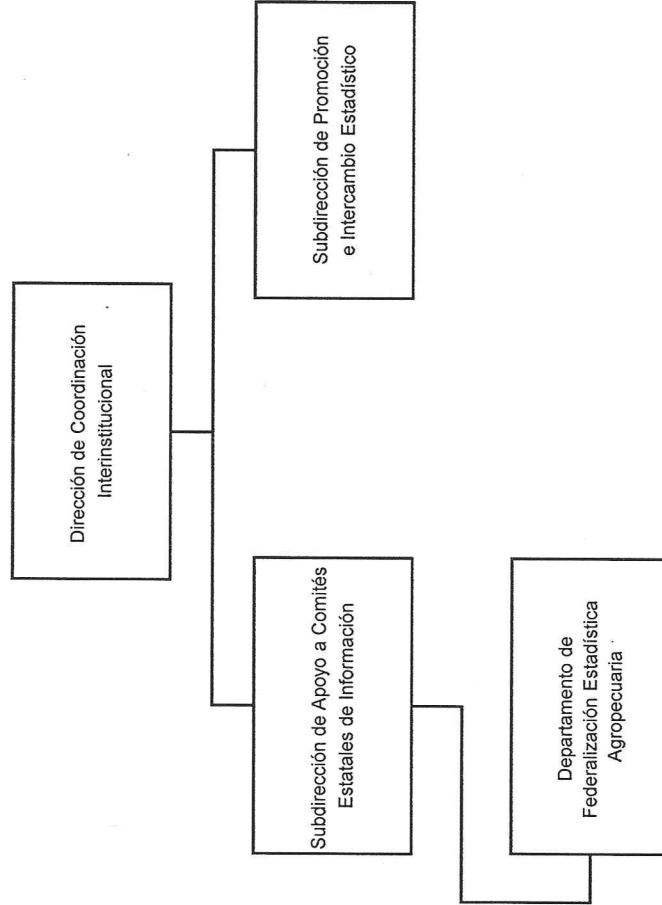 Dirección de Coordinación
Interinstitucional
Subdirección de Apoyo a Comités
Estatales de Información
Subdirección de Promoción
e Intercambio Estadístico
Departamento de
Federalización Estadística
Agropecuaria